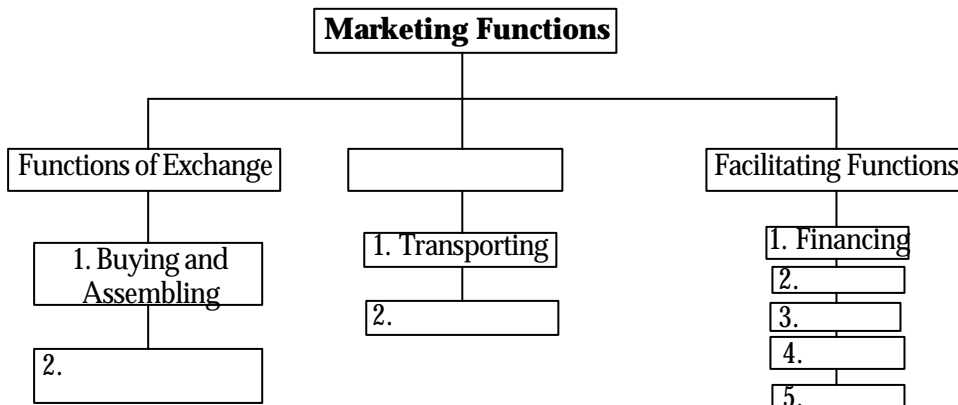 Marketing Functions
Functions of Exchange
Facilitating Functions
1. Buying and
Assembling
2.
1. Transporting
2.
1. Financing
2.
3.
4.
5.